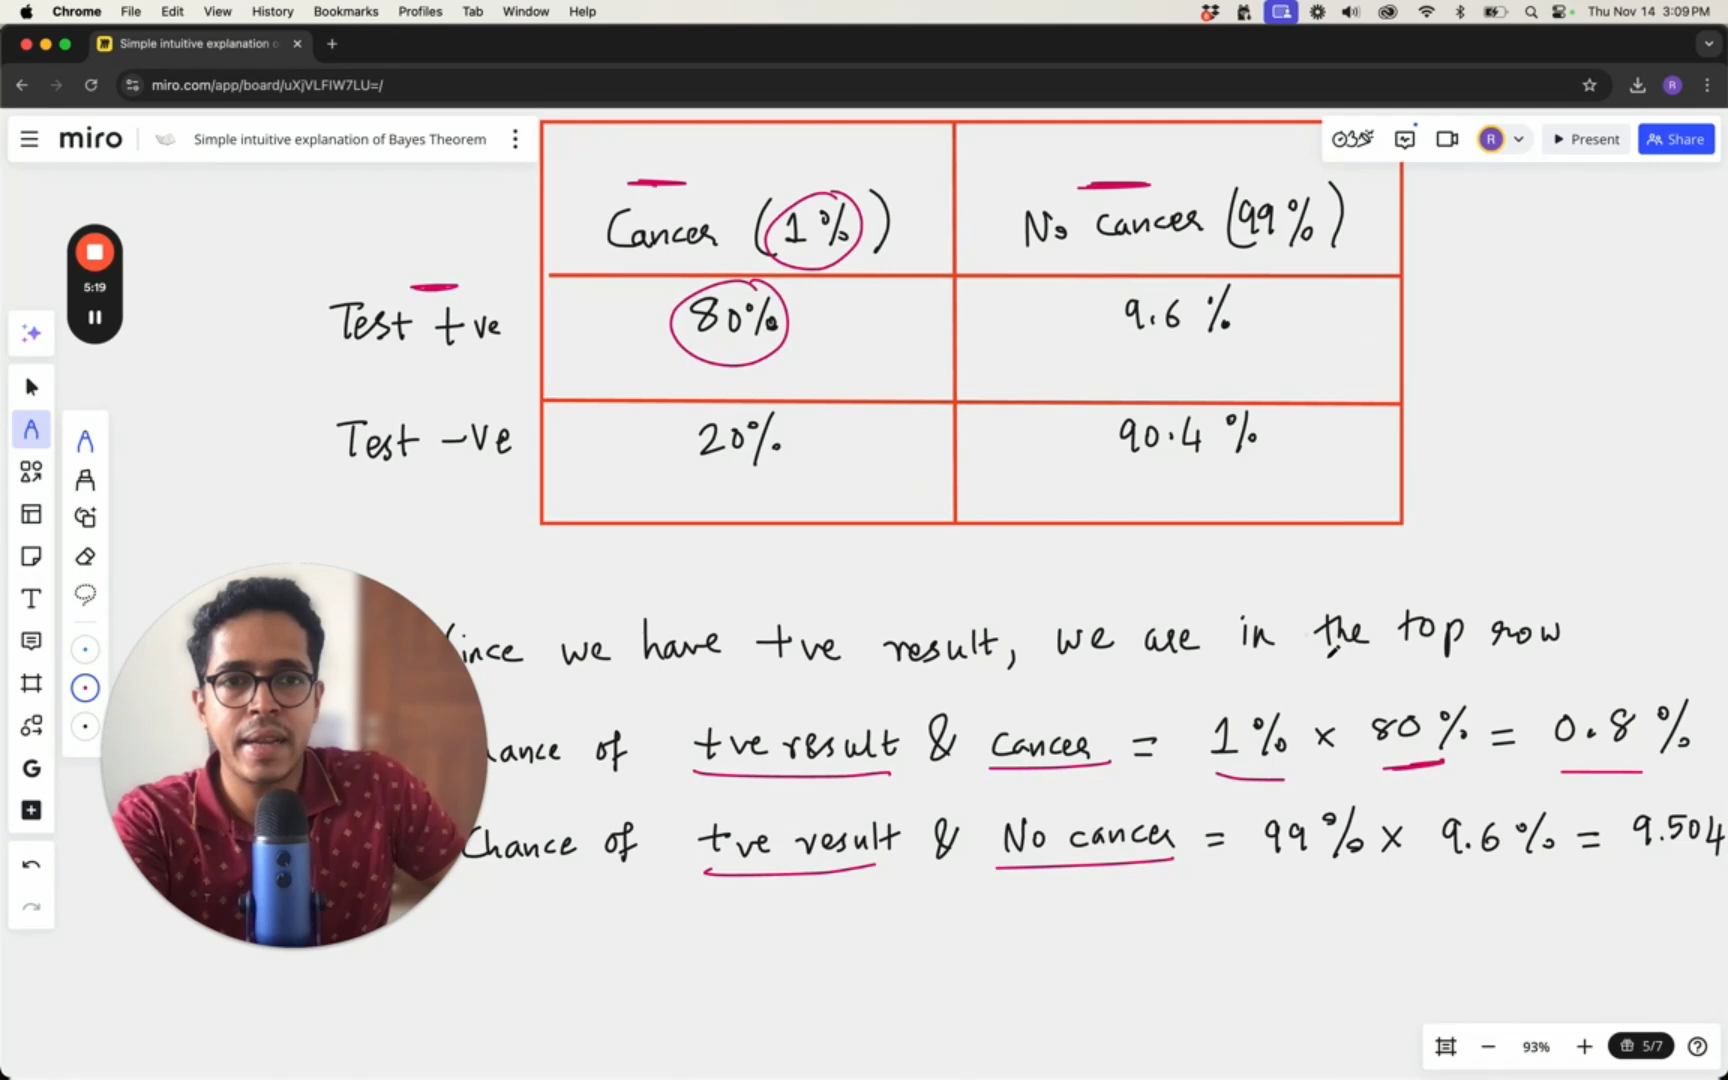 Chrome File Edit View History Bookmarks Profiles Tab Window Help Thu Nov 14 3:09 PM
Simple intuitive explanation o
miro.com/app/board/uXjVLFIW7LU=/ R
miro Simple intuitive explanation of Bayes Theorem R Present Share
5:19
Cancer (1%) No cancer (99%)
Test +ve 80% 9.6 %
Test -ve 20% 90.4 %
ince we have +ve result, we are in the top row
ance of +ve result & cancer = 1% x 80% = 0.8 %
Chance of +ve result & No cancer = 99% x 9.6% = 9.504
T
G
93% 5/7